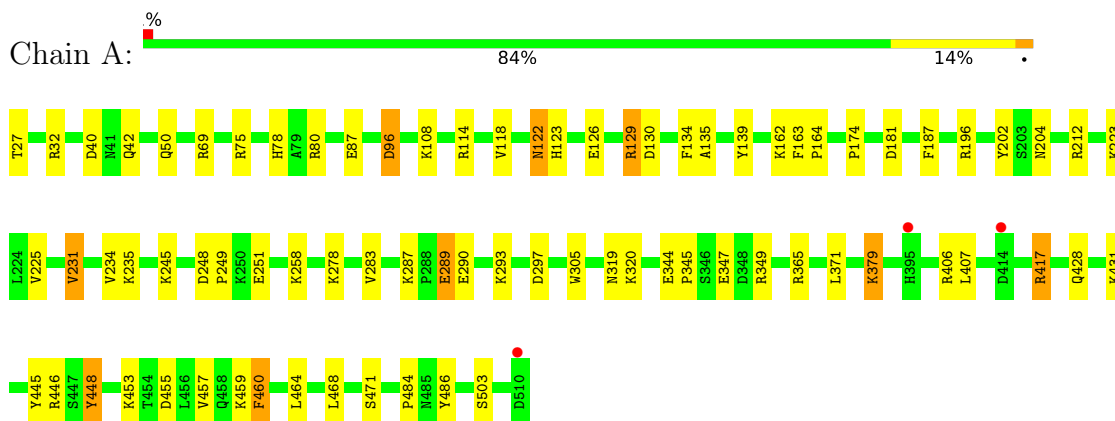 .%
Chain A:
84% 14% •
T27 R32 D40 N41 Q42 Q50 R69 R75 H78 A79 R80 E87 D96 K108 R114 V118 N122 H123 E126 R129 D130 F134 A135 Y139 K162 F163 P164 P174 D181 F187 R196 Y202 S203 N204 R212
L224 V225 V231 V234 K235 K245 D248 P249 K250 E251 K258 K278 V283 K287 P288 E289 E290 K293 D297 W305 N319 K320 E344 P345 S346 E347 D348 R349 R365 L371 K379 H395 R406 L407 D414 R417 Q428
Y445 R446 S447 Y448 K453 T454 D455 L456 V457 Q458 K459 F460 L464 L468 S471 P484 N485 Y486 S503 D510